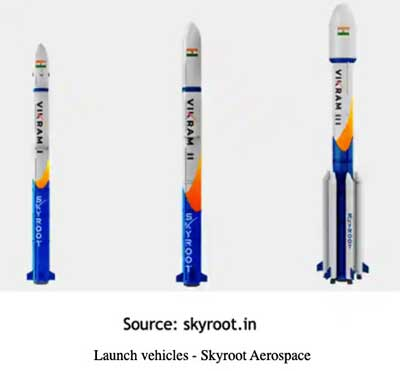 VIKRAM I
SKYROOT
VIKRAM II
SKYROOT
VIKRAM III
SKYROOT
Source: skyroot.in
Launch vehicles - Skyroot Aerospace